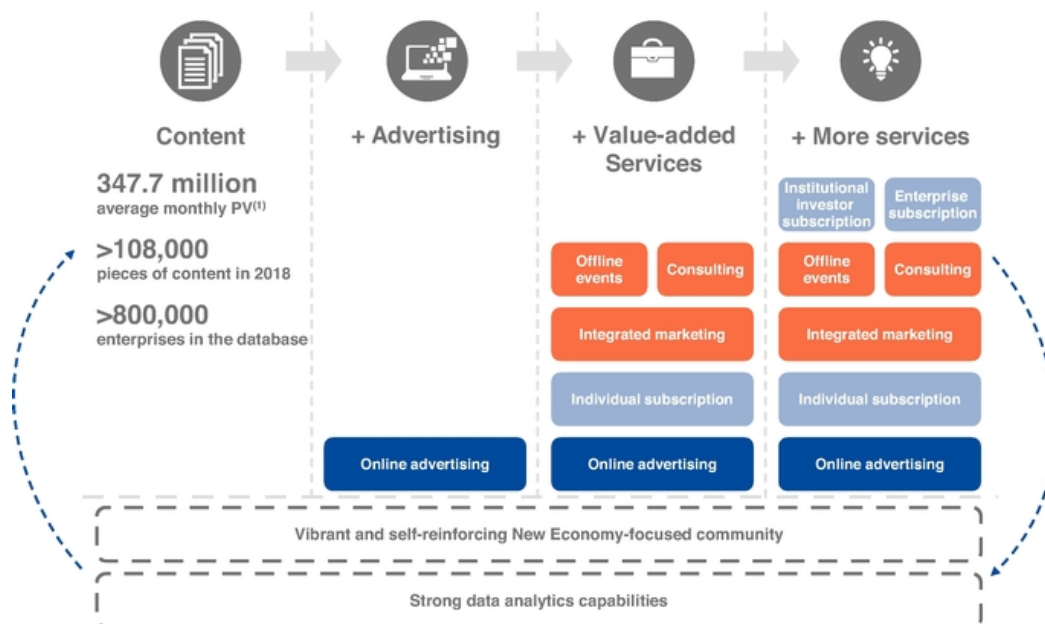 Content
+ Advertising
+ Value-added
Services
+ More services
347.7 million
average monthly PV(1)
>108,000
pieces of content in 2018
>800,000
enterprises in the database
Online advertising
Offline
events
Consulting
Integrated marketing
Individual subscription
Online advertising
Institutional
investor
subscription
Enterprise
subscription
Offline
events
Consulting
Integrated marketing
Individual subscription
Online advertising
Vibrant and self-reinforcing New Economy-focused community
Strong data analytics capabilities